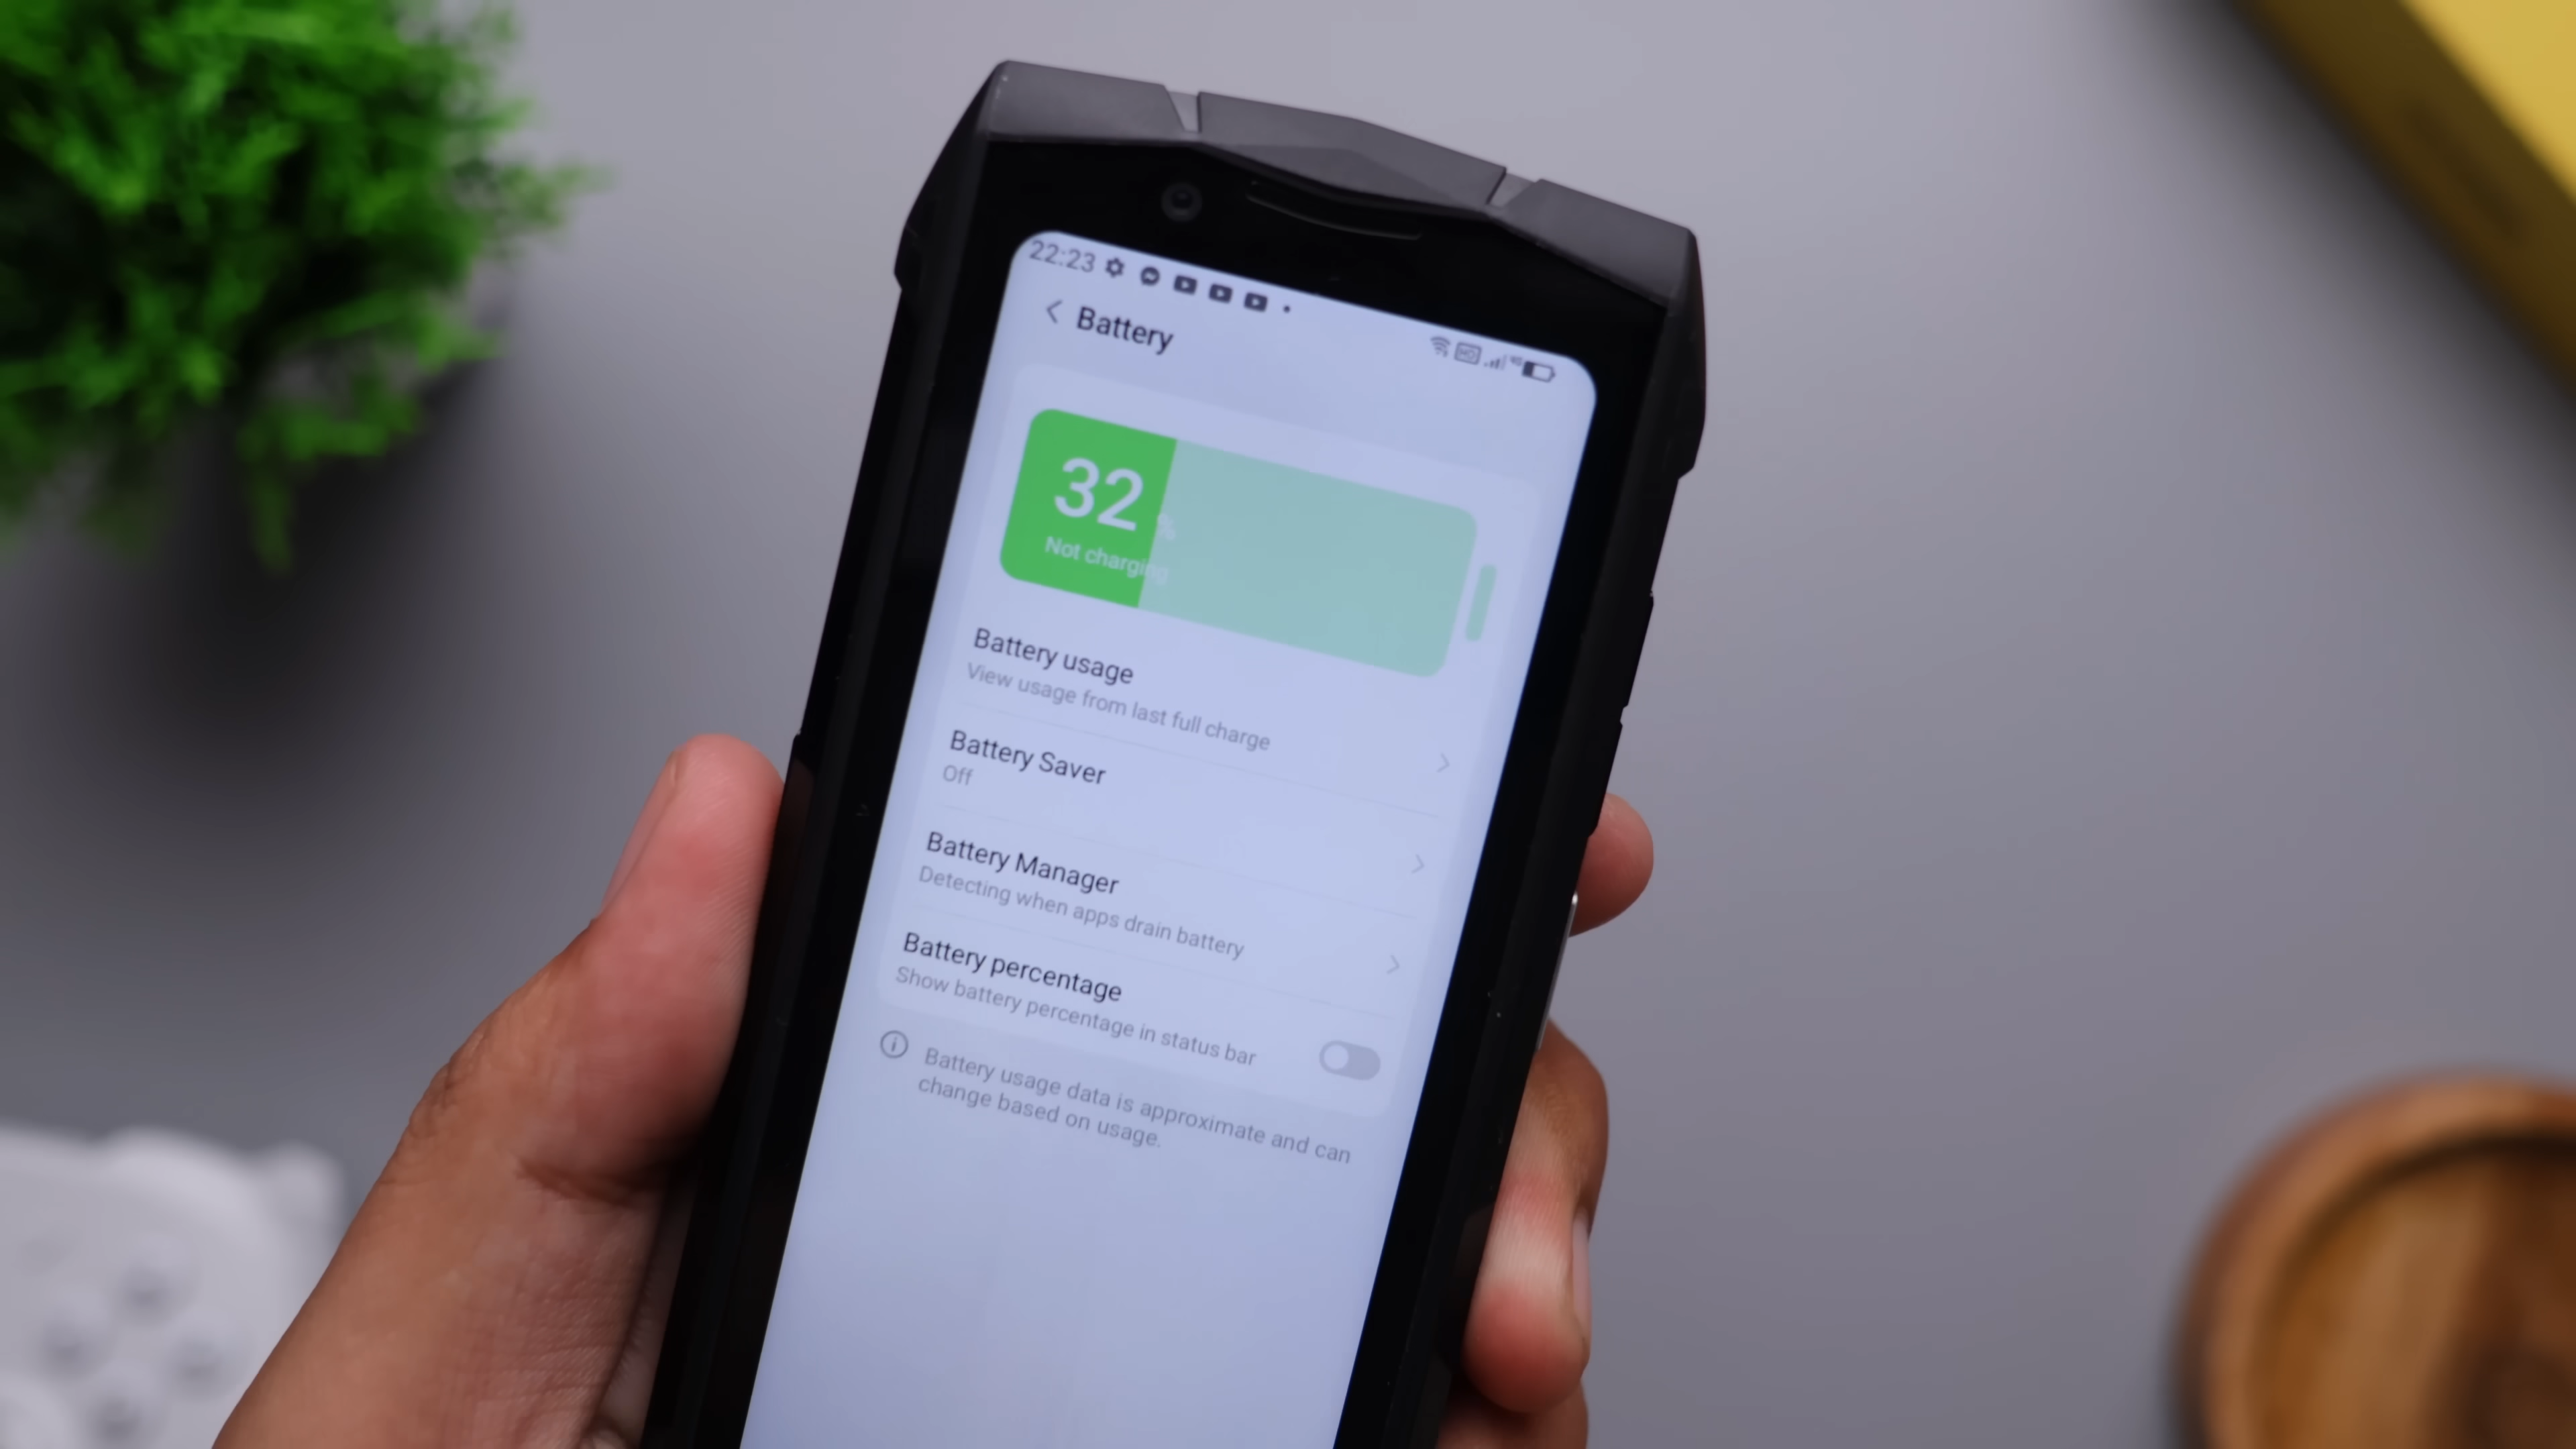 22:23
Battery
32 %
Not charging
Battery usage
View usage from last full charge
Battery Saver
Off
Battery Manager
Detecting when apps drain battery
Battery percentage
Show battery percentage in status bar
Battery usage data is approximate and can
change based on usage.